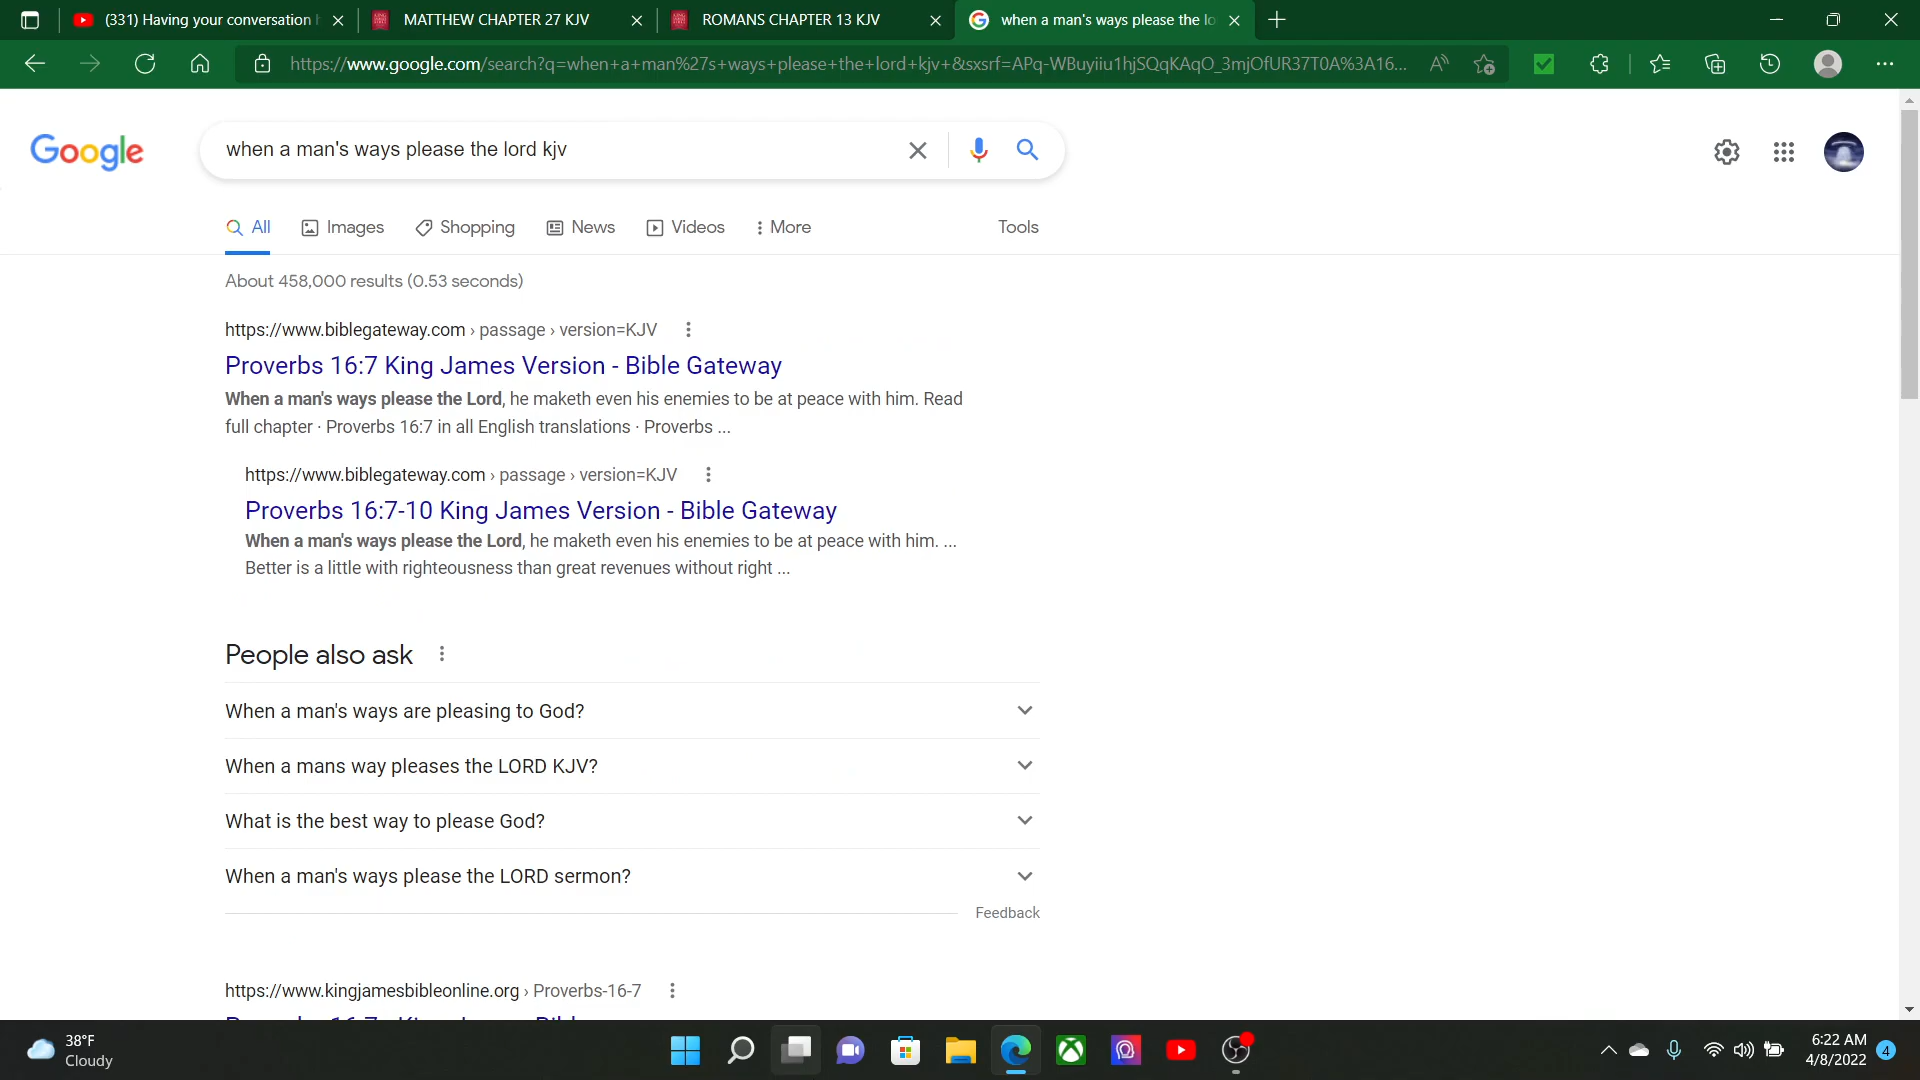 (331) Having your conversation
MATTHEW CHAPTER 27 KJV
ROMANS CHAPTER 13 KJV
when a man's ways please the lo
https://www.google.com/search?q=when+a+man%27s+ways+please+the+lord+kjv+&sxsrf=APq-WBuyiiu1hjSQqKAqO_3mjOfUR37T0A%3A16...
Google
when a man's ways please the lord kjv
All Images Shopping News Videos More Tools
About 458,000 results (0.53 seconds)
https://www.biblegateway.com › passage › version=KJV
Proverbs 16:7 King James Version - Bible Gateway
When a man's ways please the Lord, he maketh even his enemies to be at peace with him. Read
full chapter · Proverbs 16:7 in all English translations · Proverbs ...
https://www.biblegateway.com › passage › version=KJV
Proverbs 16:7-10 King James Version - Bible Gateway
When a man's ways please the Lord, he maketh even his enemies to be at peace with him. ...
Better is a little with righteousness than great revenues without right ...
People also ask
When a man's ways are pleasing to God?
When a mans way pleases the LORD KJV?
What is the best way to please God?
When a man's ways please the LORD sermon?
Feedback
https://www.kingjamesbibleonline.org › Proverbs-16-7
38°F
Cloudy
6:22 AM
4/8/2022
4